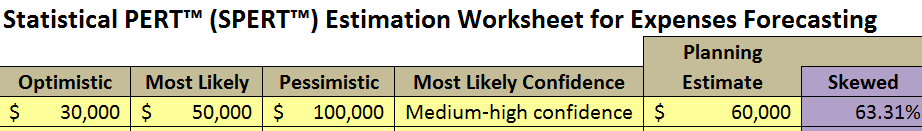 Statistical PERT™ (SPERT™) Estimation Worksheet for Expenses Forecasting
Planning
Optimistic Most Likely Pessimistic Most Likely Confidence Estimate Skewed
$ 30,000 $ 50,000 $ 100,000 Medium-high confidence $ 60,000 63.31%